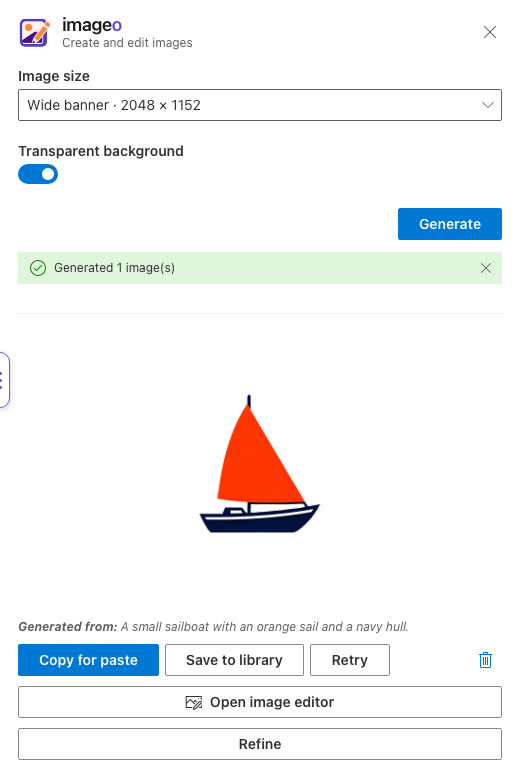 imageo
Create and edit images
Image size
Wide banner · 2048 × 1152
Transparent background
Generate
Generated 1 image(s)
Generated from: A small sailboat with an orange sail and a navy hull.
Copy for paste
Save to library
Retry
Open image editor
Refine